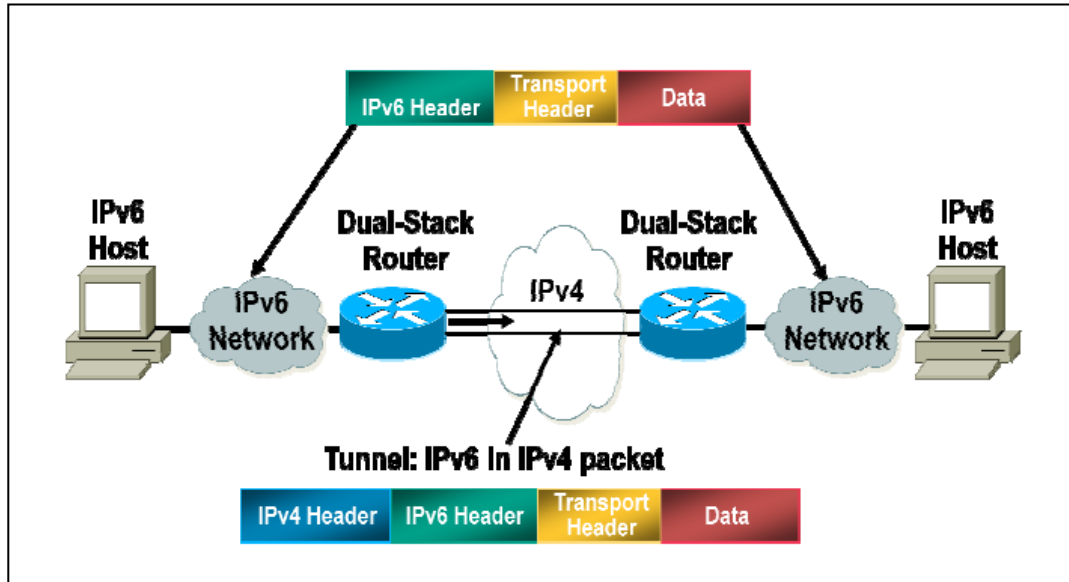 IPv6 Header
Transport
Header
Data
IPv6
Host
Dual-Stack
Router
Dual-Stack
Router
IPv6
Host
IPv6
Network
IPv4
IPv6
Network
Tunnel: IPv6 in IPv4 packet
IPv4 Header
IPv6 Header
Transport
Header
Data